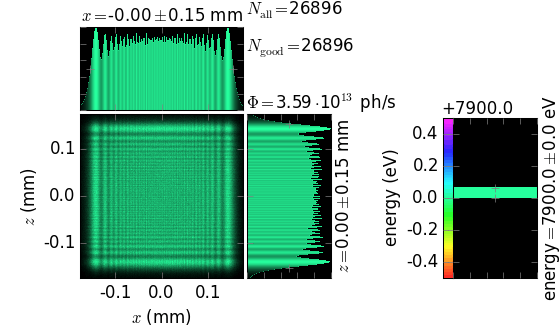 x=-0.00±0.15 mm
N_all=26896
N_good=26896
Φ=3.59·10^13 ph/s
z (mm)
0.1
0.0
-0.1
-0.1 0.0 0.1
x (mm)
z=0.00±0.15 mm
+7900.0
energy (eV)
0.4
0.2
0.0
-0.2
-0.4
energy=7900.0±0.0 eV